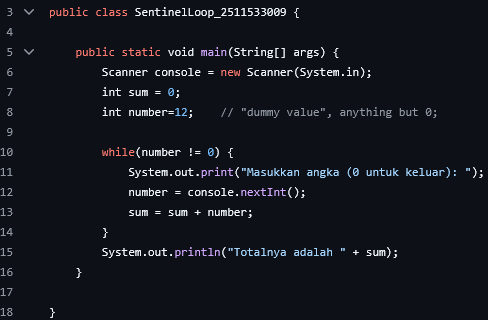 3 public class SentinelLoop_2511533009 {
4
5 public static void main(String[] args) {
6 Scanner console = new Scanner(System.in);
7 int sum = 0;
8 int number=12; // "dummy value", anything but 0;
9
10 while(number != 0) {
11 System.out.print("Masukkan angka (0 untuk keluar): ");
12 number = console.nextInt();
13 sum = sum + number;
14 }
15 System.out.println("Totalnya adalah " + sum);
16 }
17
18 }